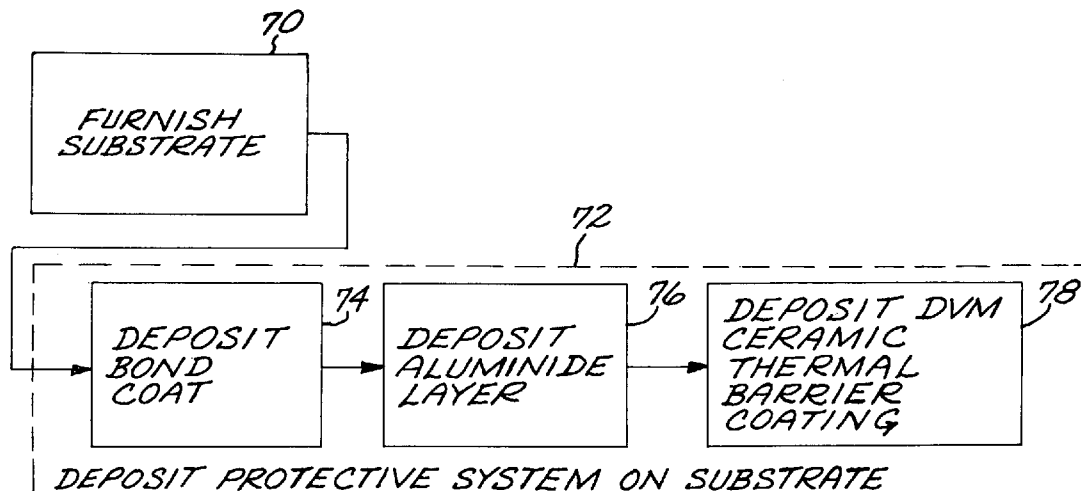 70
FURNISH
SUBSTRATE
72
74
DEPOSIT
BOND
COAT
76
DEPOSIT
ALUMINIDE
LAYER
78
DEPOSIT DVM
CERAMIC
THERMAL
BARRIER
COATING
DEPOSIT PROTECTIVE SYSTEM ON SUBSTRATE